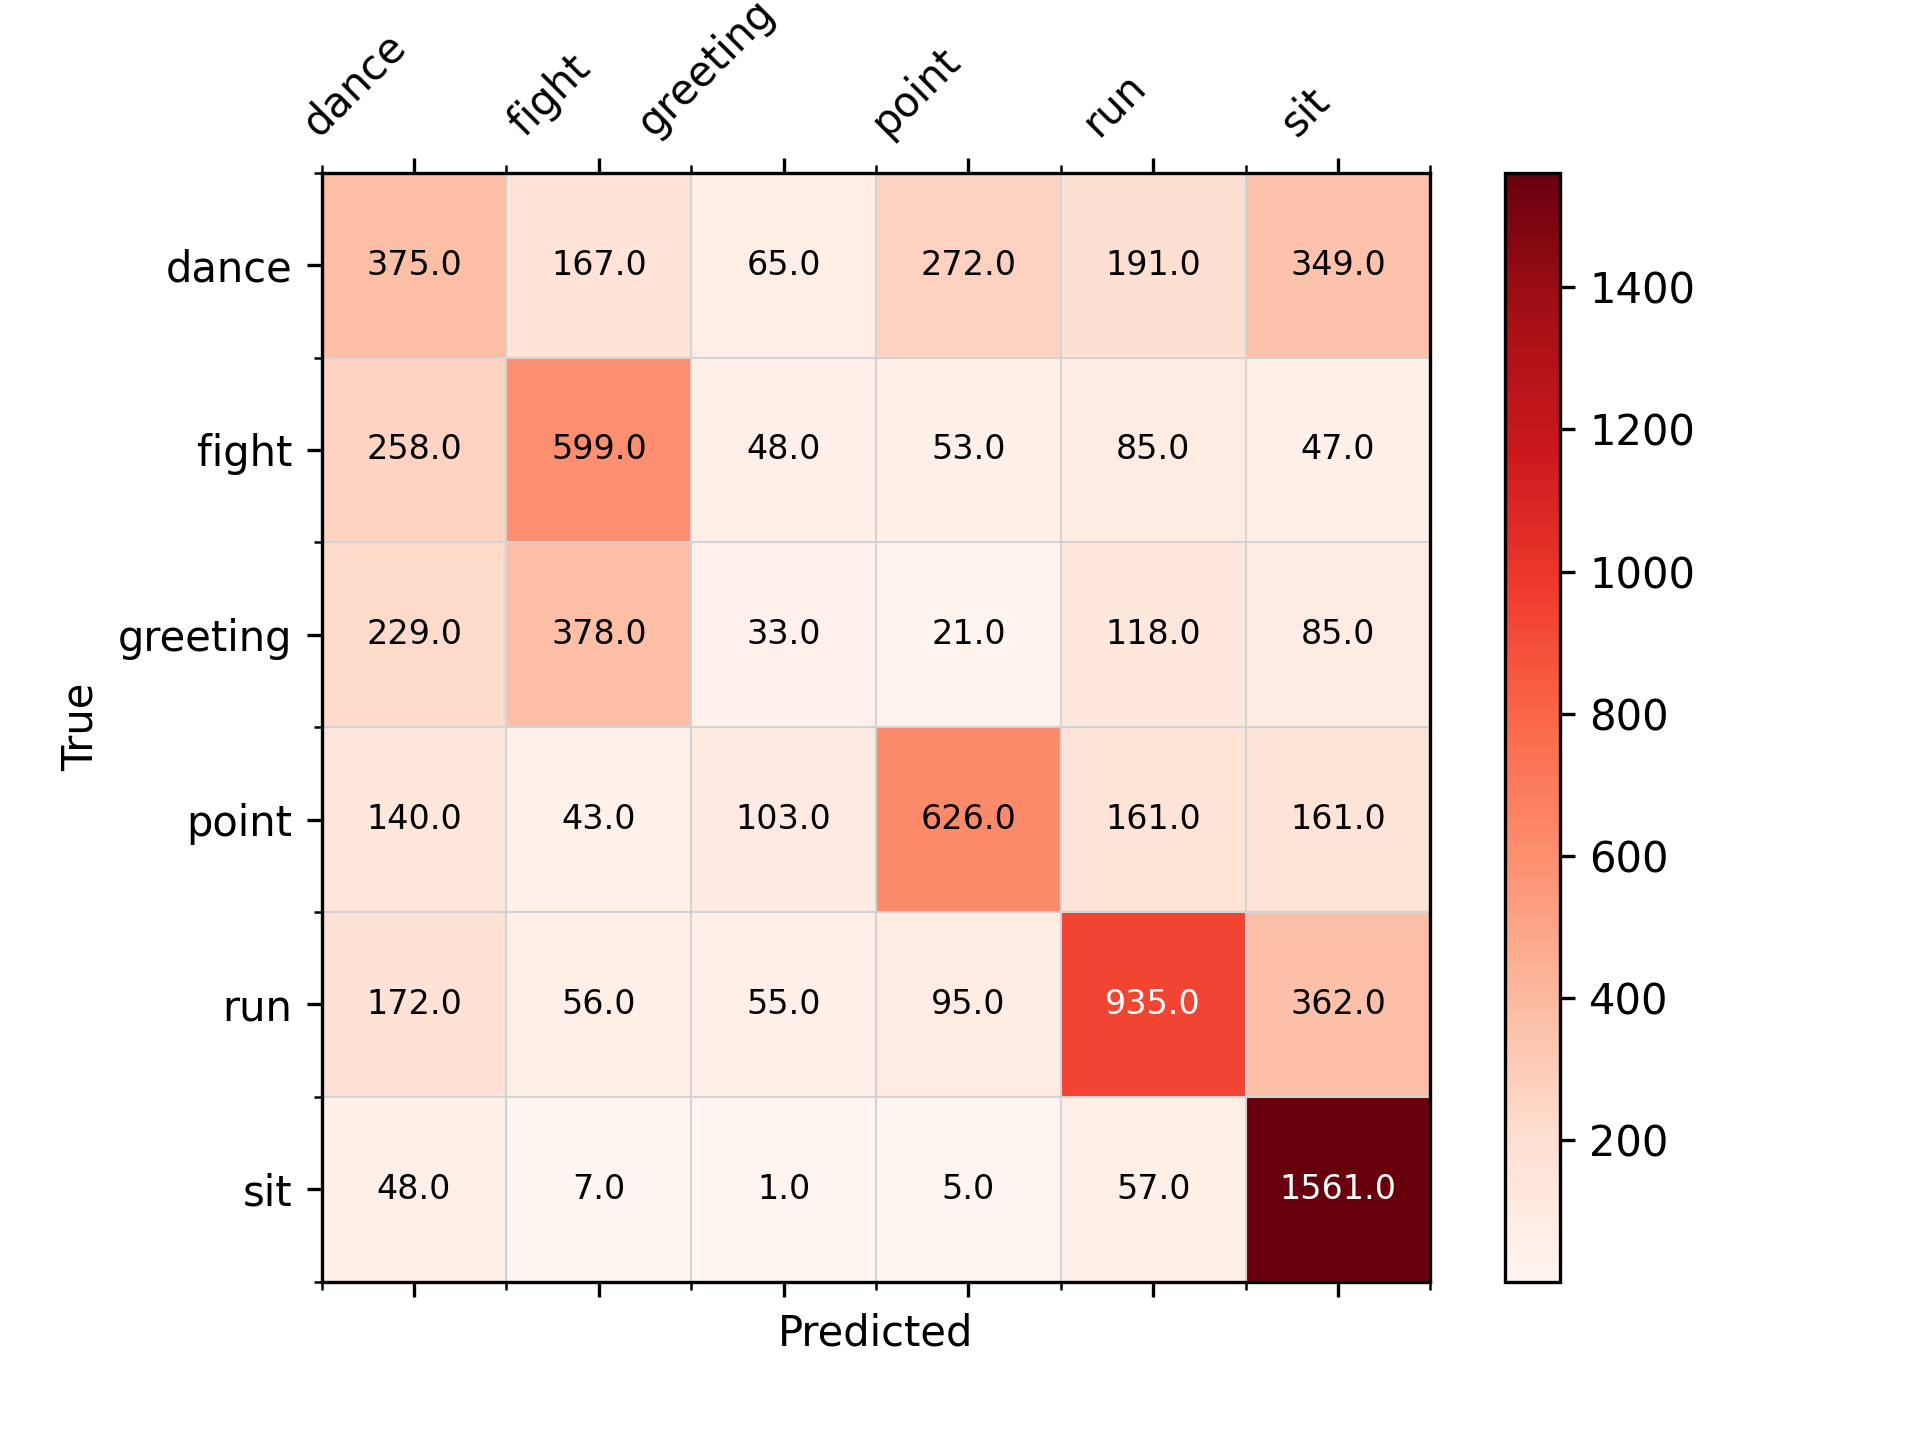 dance fight greeting point run sit
dance 375.0 167.0 65.0 272.0 191.0 349.0
fight 258.0 599.0 48.0 53.0 85.0 47.0
greeting 229.0 378.0 33.0 21.0 118.0 85.0
point 140.0 43.0 103.0 626.0 161.0 161.0
run 172.0 56.0 55.0 95.0 935.0 362.0
sit 48.0 7.0 1.0 5.0 57.0 1561.0
True
Predicted
1400
1200
1000
800
600
400
200